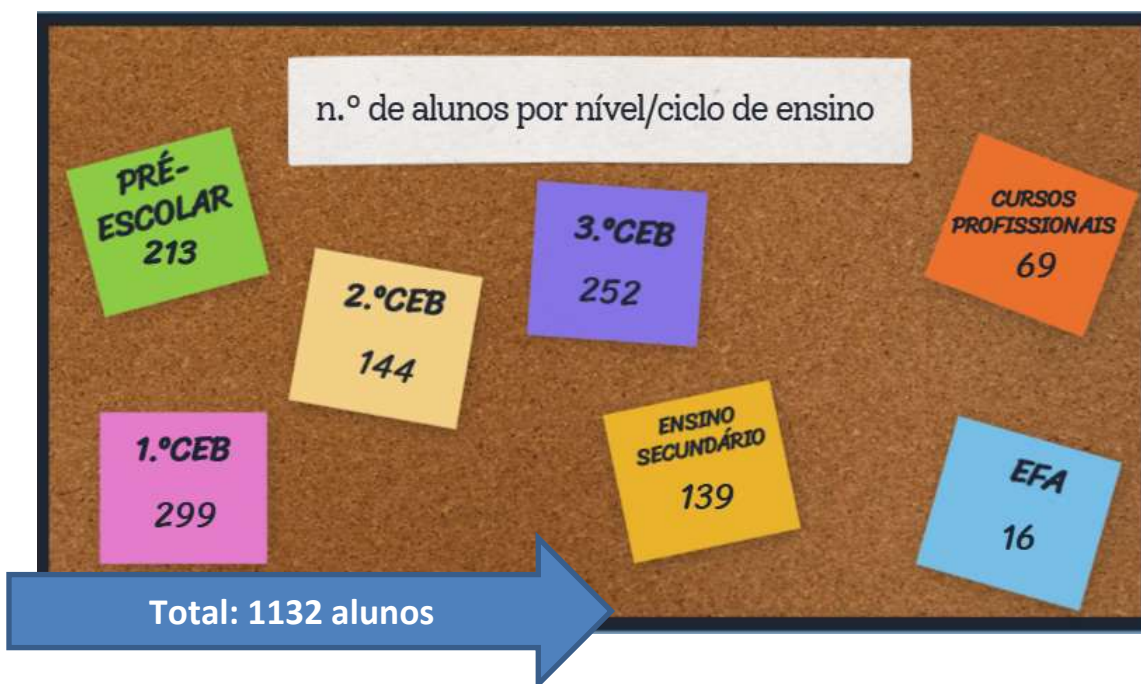 n.º de alunos por nível/ciclo de ensino
PRÉ-
ESCOLAR
213
2.ºCEB
144
3.ºCEB
252
CURSOS
PROFISSIONAIS
69
1.ºCEB
299
ENSINO
SECUNDÁRIO
139
EFA
16
Total: 1132 alunos